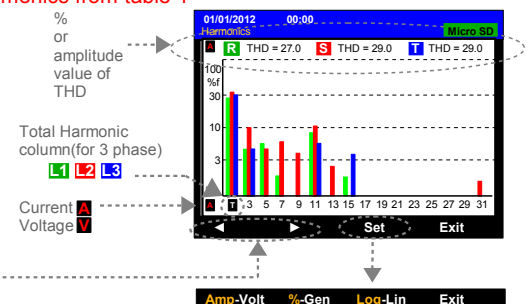 monics from table 4
%
or
amplitude
value of
THD
01/01/2012 00:00
Harmonics Micro SD
A R THD = 27.0 S THD = 29.0 T THD = 29.0
100
%f
30
10
3
Total Harmonic
column(for 3 phase)
L1 L2 L3
Current A
Voltage V
A T 3 5 7 9 11 13 15 17 19 21 23 25 27 29 31
◄ ► Set Exit
Amp-Volt %-Gen Log-Lin Exit